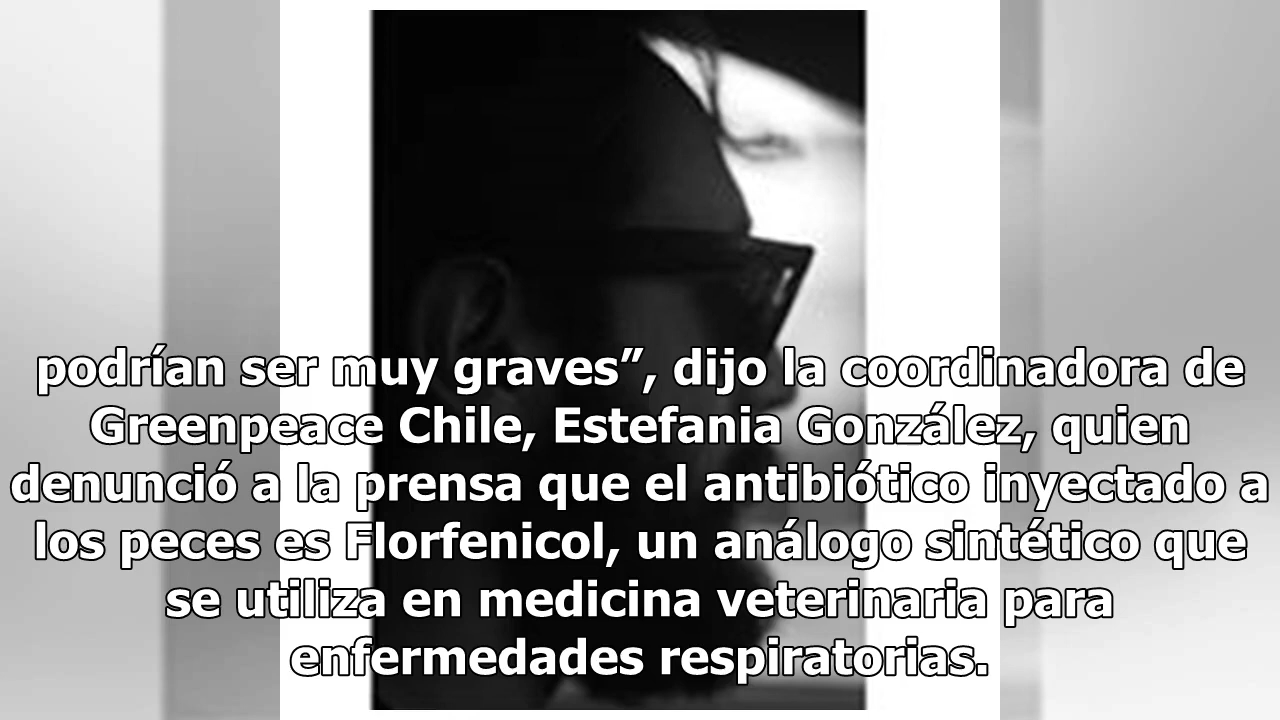 podrían ser muy graves”, dijo la coordinadora de
Greenpeace Chile, Estefania González, quien
denunció a la prensa que el antibiótico inyectado a
los peces es Florfenicol, un análogo sintético que
se utiliza en medicina veterinaria para
enfermedades respiratorias.